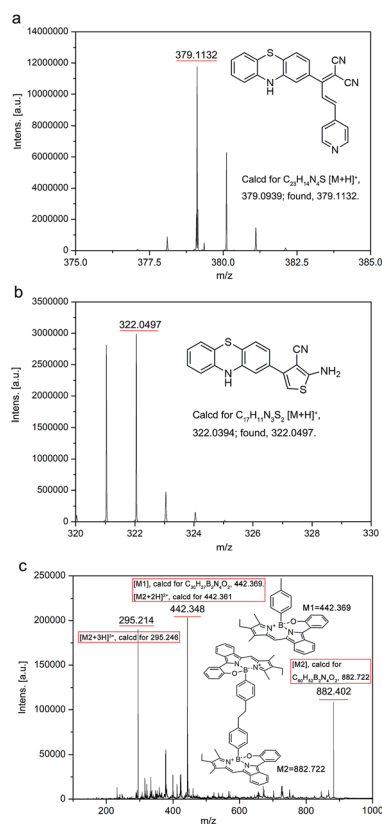 a
14000000
12000000
10000000
8000000
6000000
4000000
2000000
0
Intens. [a.u.]
379.1132
S
N
H
CN
CN
N
Calcd for C₂₃H₁₄N₄S [M+H]⁺,
379.0939; found, 379.1132.
375.0 377.5 380.0 382.5 385.0
m/z
b
3500000
3000000
2500000
2000000
1500000
1000000
500000
0
Intens. [a.u.]
322.0497
S
N
H
CN
NH₂
S
Calcd for C₁₇H₁₁N₃S₂ [M+H]⁺,
322.0394; found, 322.0497.
320 322 324 326 328 330
m/z
c
250000
200000
150000
100000
50000
0
Intens. [a.u.]
[M1], calcd for 442.369.
[M2+2H]²⁺, calcd for 442.361
442.348
295.214
[M2+3H]³⁺, calcd for 295.246
M1=442.369
[M2], calcd for
882.722
882.402
M2=882.722
200 400 600 800 1000
m/z